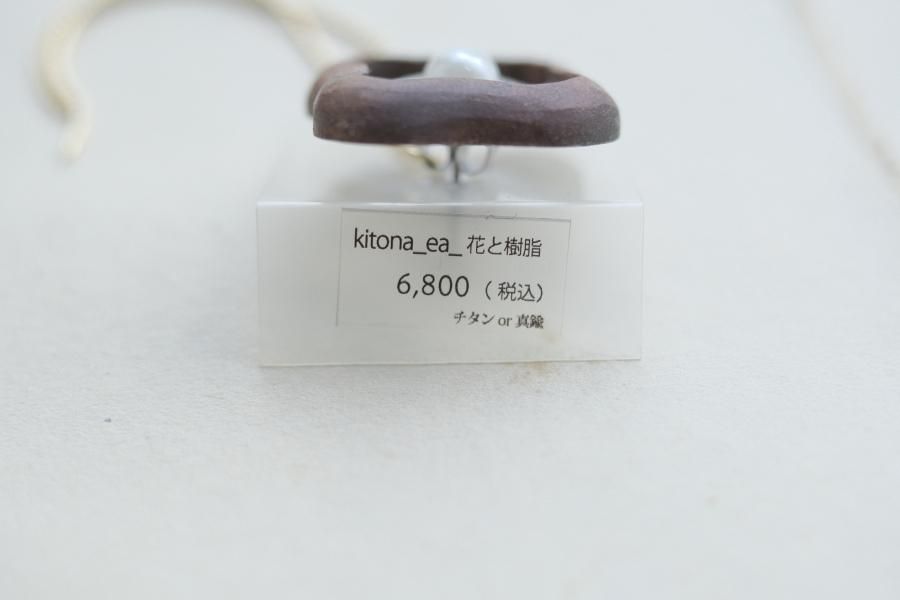 kitona_ea_花と樹脂
6,800（税込）
チタン or 真鍮